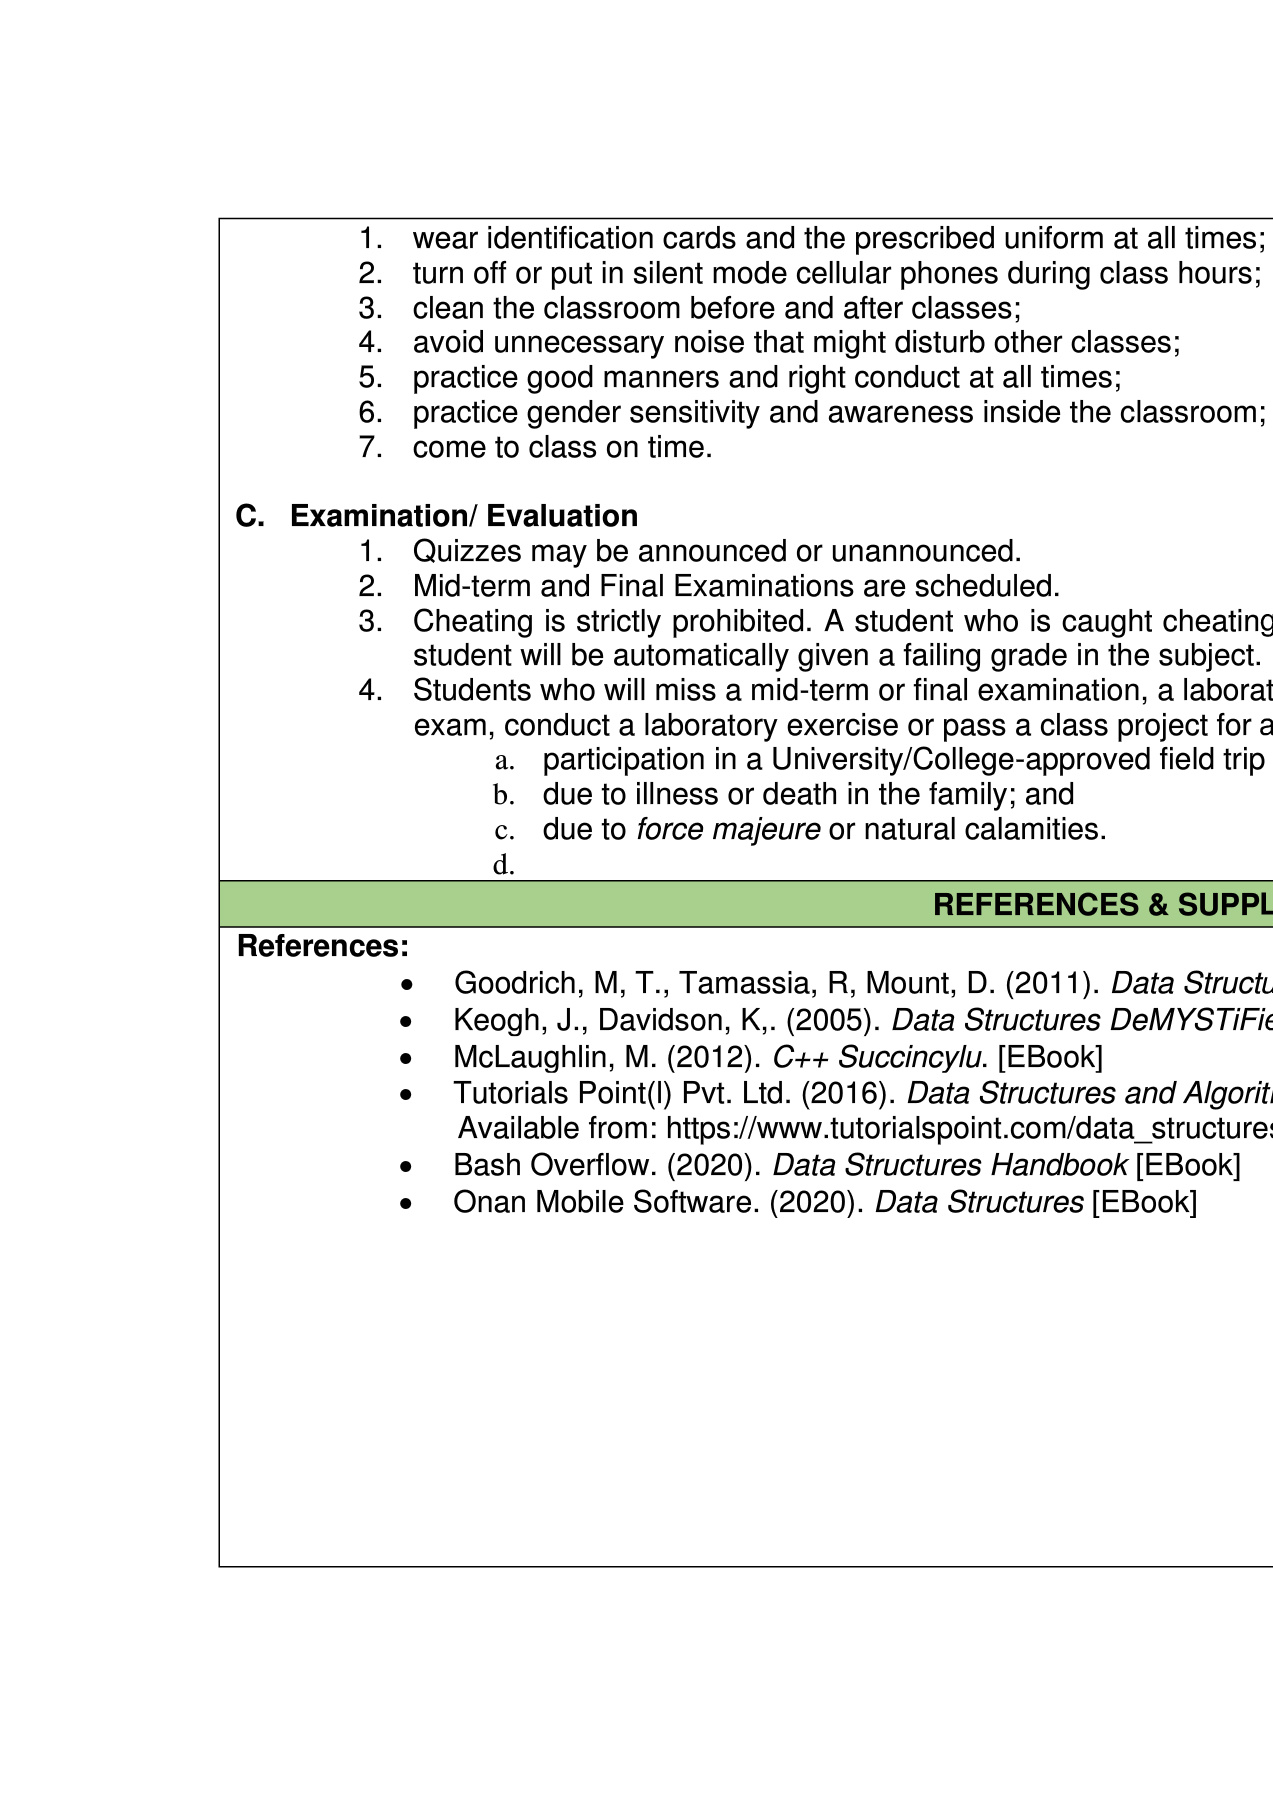 1. wear identification cards and the prescribed uniform at all times;
2. turn off or put in silent mode cellular phones during class hours;
3. clean the classroom before and after classes;
4. avoid unnecessary noise that might disturb other classes;
5. practice good manners and right conduct at all times;
6. practice gender sensitivity and awareness inside the classroom;
7. come to class on time.
C. Examination/ Evaluation
1. Quizzes may be announced or unannounced.
2. Mid-term and Final Examinations are scheduled.
3. Cheating is strictly prohibited. A student who is caught cheating
student will be automatically given a failing grade in the subject.
4. Students who will miss a mid-term or final examination, a laborat
exam, conduct a laboratory exercise or pass a class project for a
a. participation in a University/College-approved field trip
b. due to illness or death in the family; and
c. due to force majeure or natural calamities.
d.
REFERENCES & SUPPL
References:
• Goodrich, M, T., Tamassia, R, Mount, D. (2011). Data Structu
• Keogh, J., Davidson, K,. (2005). Data Structures DeMYSTiFie
• McLaughlin, M. (2012). C++ Succincylu. [EBook]
• Tutorials Point(I) Pvt. Ltd. (2016). Data Structures and Algorit
Available from: https://www.tutorialspoint.com/data_structures
• Bash Overflow. (2020). Data Structures Handbook [EBook]
• Onan Mobile Software. (2020). Data Structures [EBook]